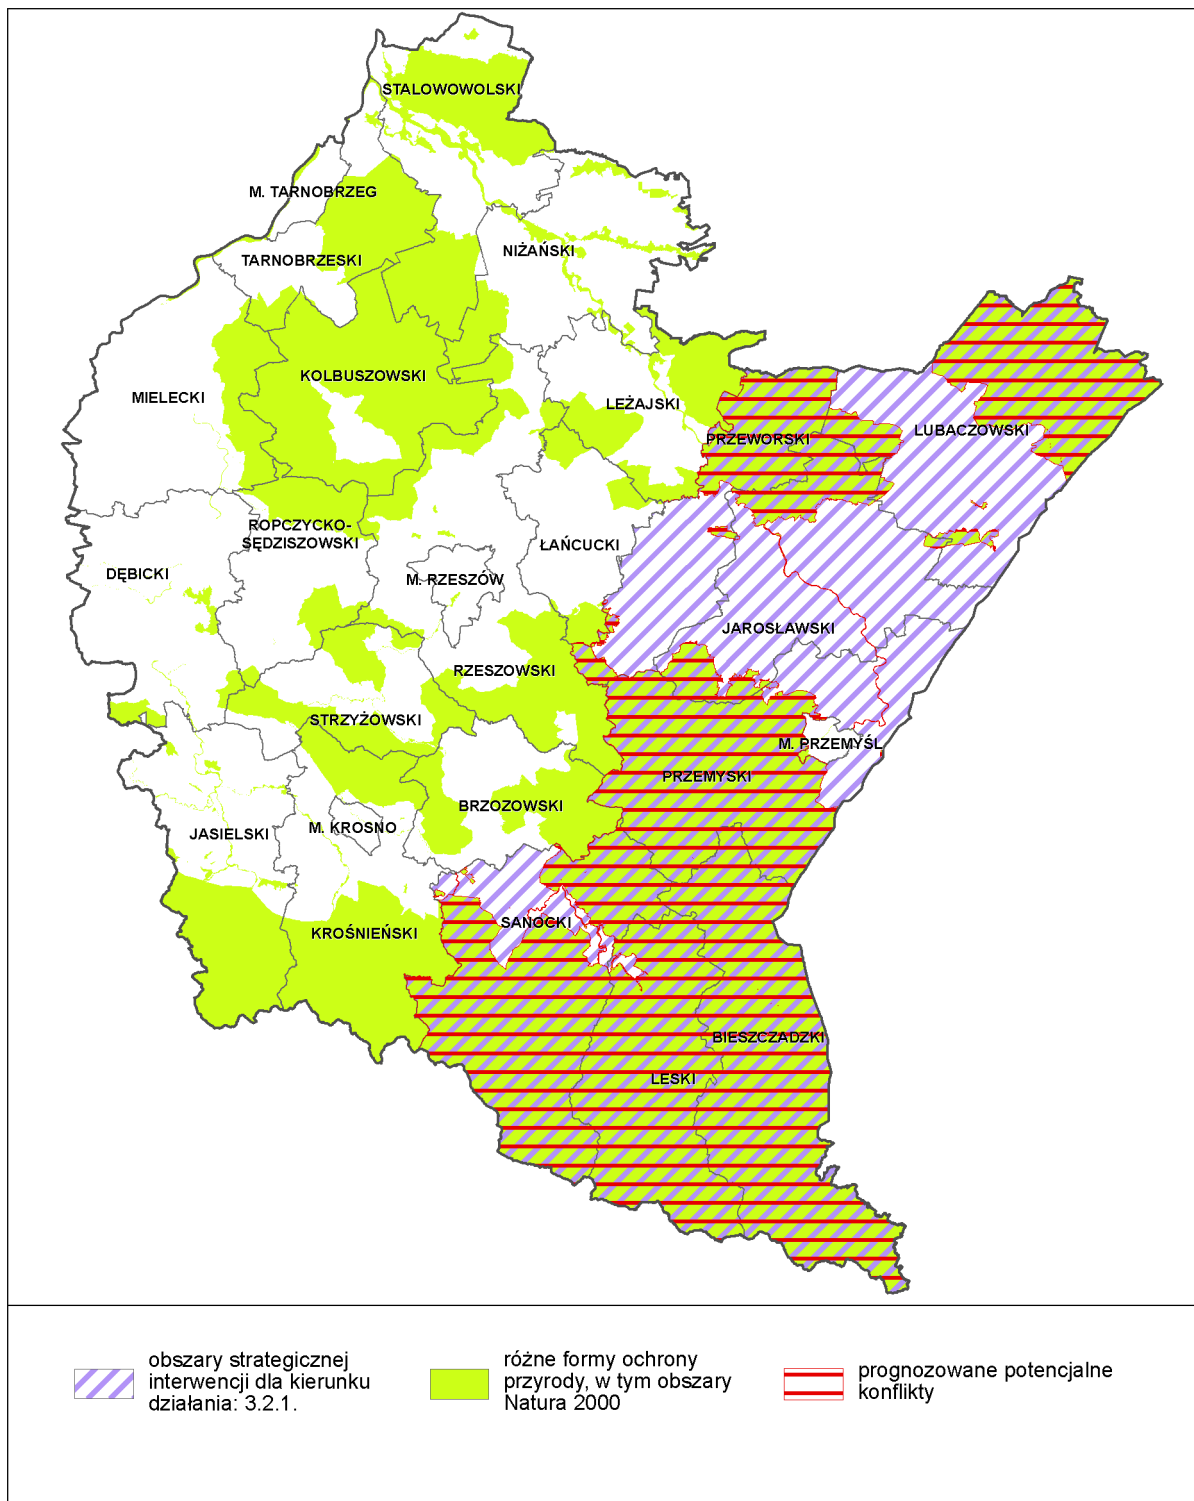 STALOWOWOLSKI
M. TARNOBRZEG
TARNOBRZESKI
NIŻAŃSKI
KOLBUSZOWSKI
MIELECKI
LEŻAJSKI
PRZEWORSKI
LUBACZOWSKI
ROPCZYCKO-
SĘDZISZOWSKI
ŁAŃCUCKI
DĘBICKI
M. RZESZÓW
JAROSŁAWSKI
RZESZOWSKI
STRZYŻOWSKI
M. PRZEMYŚL
PRZEMYSKI
BRZOZOWSKI
JASIELSKI
M. KROSNO
SANOCKI
KROŚNIEŃSKI
BIESZCZADZKI
LESKI
obszary strategicznej
interwencji dla kierunku
działania: 3.2.1.
różne formy ochrony
przyrody, w tym obszary
Natura 2000
prognozowane potencjalne
konflikty